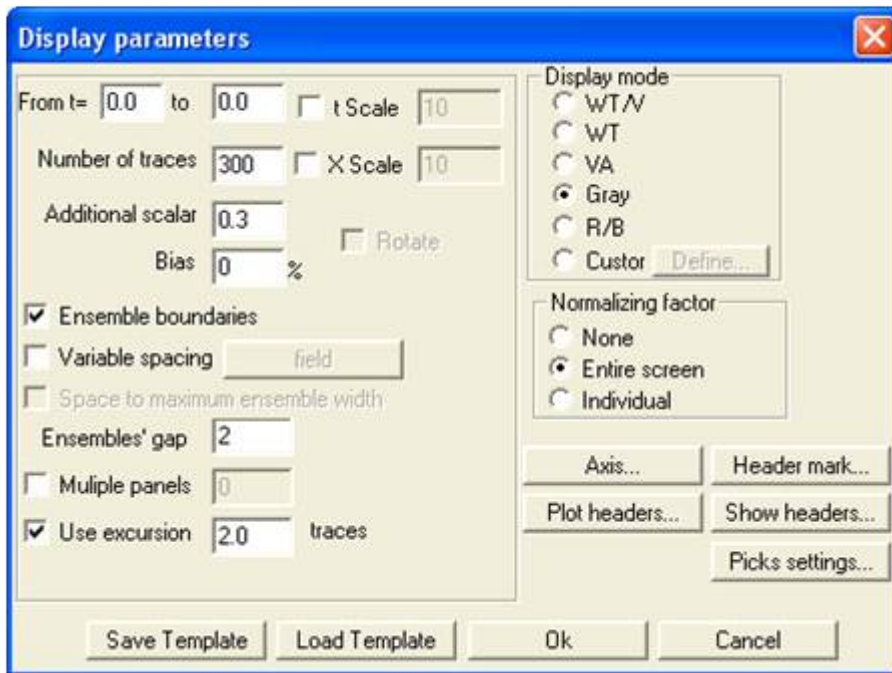 Display parameters
From t= 0.0 to 0.0 t Scale 10
Number of traces 300 X Scale 10
Additional scalar 0.3
Rotate
Bias 0 %
Ensemble boundaries
Variable spacing field
Space to maximum ensemble width
Ensembles' gap 2
Muliple panels 0
Use excursion 2.0 traces
Display mode
WT/V
WT
VA
Gray
R/B
Custor Define...
Normalizing factor
None
Entire screen
Individual
Axis... Header mark...
Plot headers... Show headers...
Picks settings...
Save Template Load Template Ok Cancel